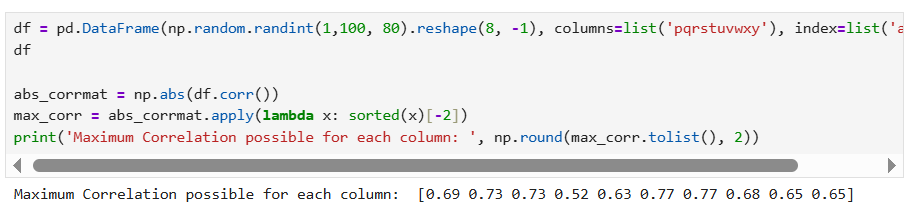 df = pd.DataFrame(np.random.randint(1,100, 80).reshape(8, -1), columns=list('pqrstuvwxy'), index=list('a
df
abs_corrmat = np.abs(df.corr())
max_corr = abs_corrmat.apply(lambda x: sorted(x)[-2])
print('Maximum Correlation possible for each column: ', np.round(max_corr.tolist(), 2))
Maximum Correlation possible for each column:  [0.69 0.73 0.73 0.52 0.63 0.77 0.77 0.68 0.65 0.65]